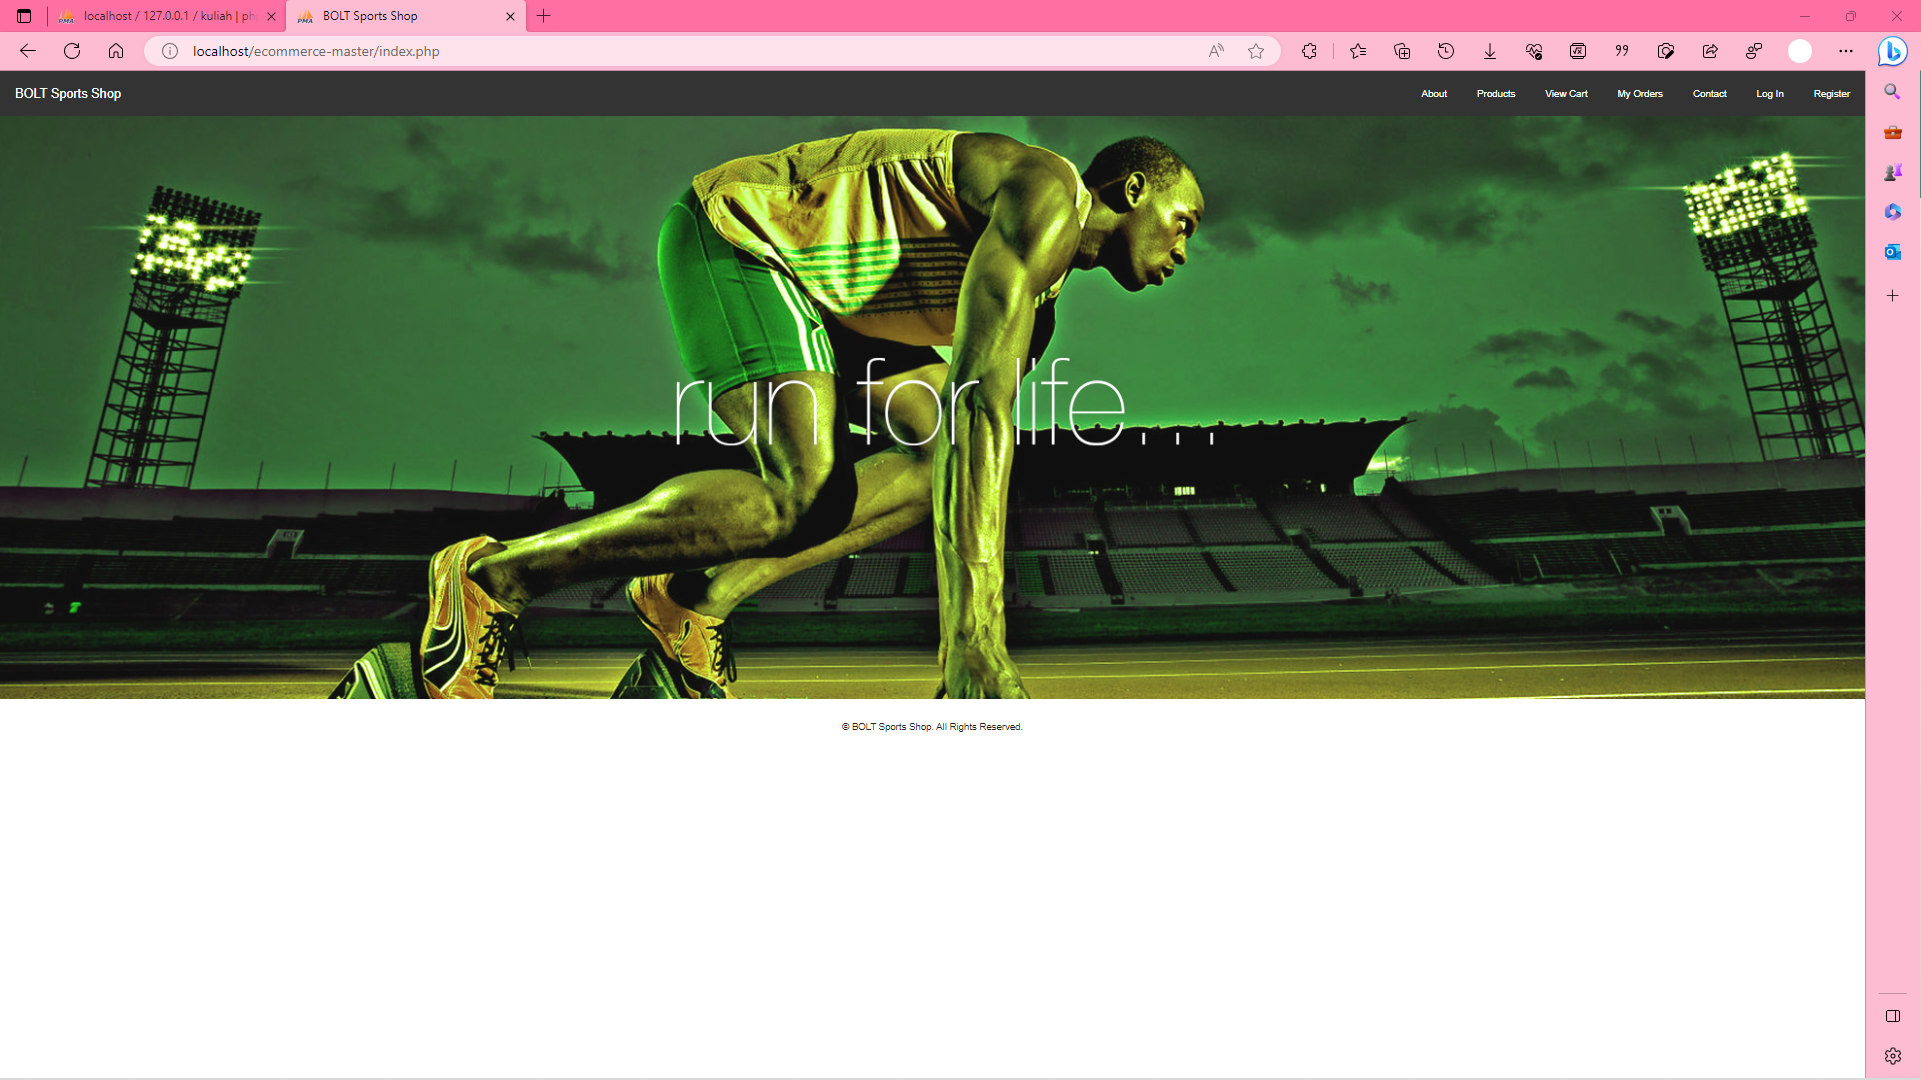 localhost / 127.0.0.1 / kuliah | ph
BOLT Sports Shop
localhost/ecommerce-master/index.php
BOLT Sports Shop
About
Products
View Cart
My Orders
Contact
Log In
Register
run for life...
© BOLT Sports Shop. All Rights Reserved.